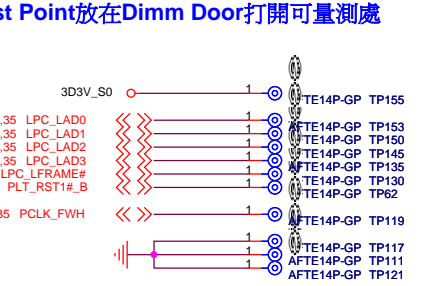 st Point放在Dimm Door打開可量測處
3D3V_S0 1 TE14P-GP TP155
,35 LPC_LAD0 1 AFTE14P-GP TP153
,35 LPC_LAD1 1 TE14P-GP TP150
,35 LPC_LAD2 1 TE14P-GP TP145
,35 LPC_LAD3 1 AFTE14P-GP TP135
LPC_LFRAME# 1 TE14P-GP TP130
PLT_RST1#_B 1 TE14P-GP TP62
35 PCLK_FWH 1 AFTE14P-GP TP119
1 TE14P-GP TP117
1 AFTE14P-GP TP111
1 AFTE14P-GP TP121